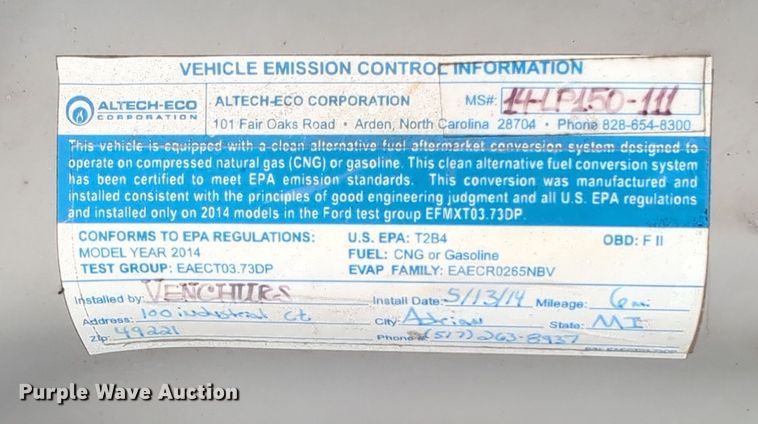 VEHICLE EMISSION CONTROL INFORMATION
ALTECH-ECO
CORPORATION
ALTECH-ECO CORPORATION MS#: 14-LP150-111
101 Fair Oaks Road • Arden, North Carolina 28704 • Phone 828-654-8300
This vehicle is equipped with a clean alternative fuel aftermarket conversion system designed to
operate on compressed natural gas (CNG) or gasoline. This clean alternative fuel conversion system
has been certified to meet EPA emission standards. This conversion was manufactured and
installed consistent with the principles of good engineering judgment and all U.S. EPA regulations
and installed only on 2014 models in the Ford test group EFMXT03.73DP.
CONFORMS TO EPA REGULATIONS: U.S. EPA: T2B4 OBD: F II
MODEL YEAR 2014 FUEL: CNG or Gasoline
TEST GROUP: EAECT03.73DP EVAP FAMILY: EAECR0265NBV
Installed by: VENCHURS Install Date: 5/13/14 Mileage: 6 mi
Address: 100 industrial Ct City: Adrian State: MI
Zip: 49221 Phone #: (517) 263-8937
Purple Wave Auction